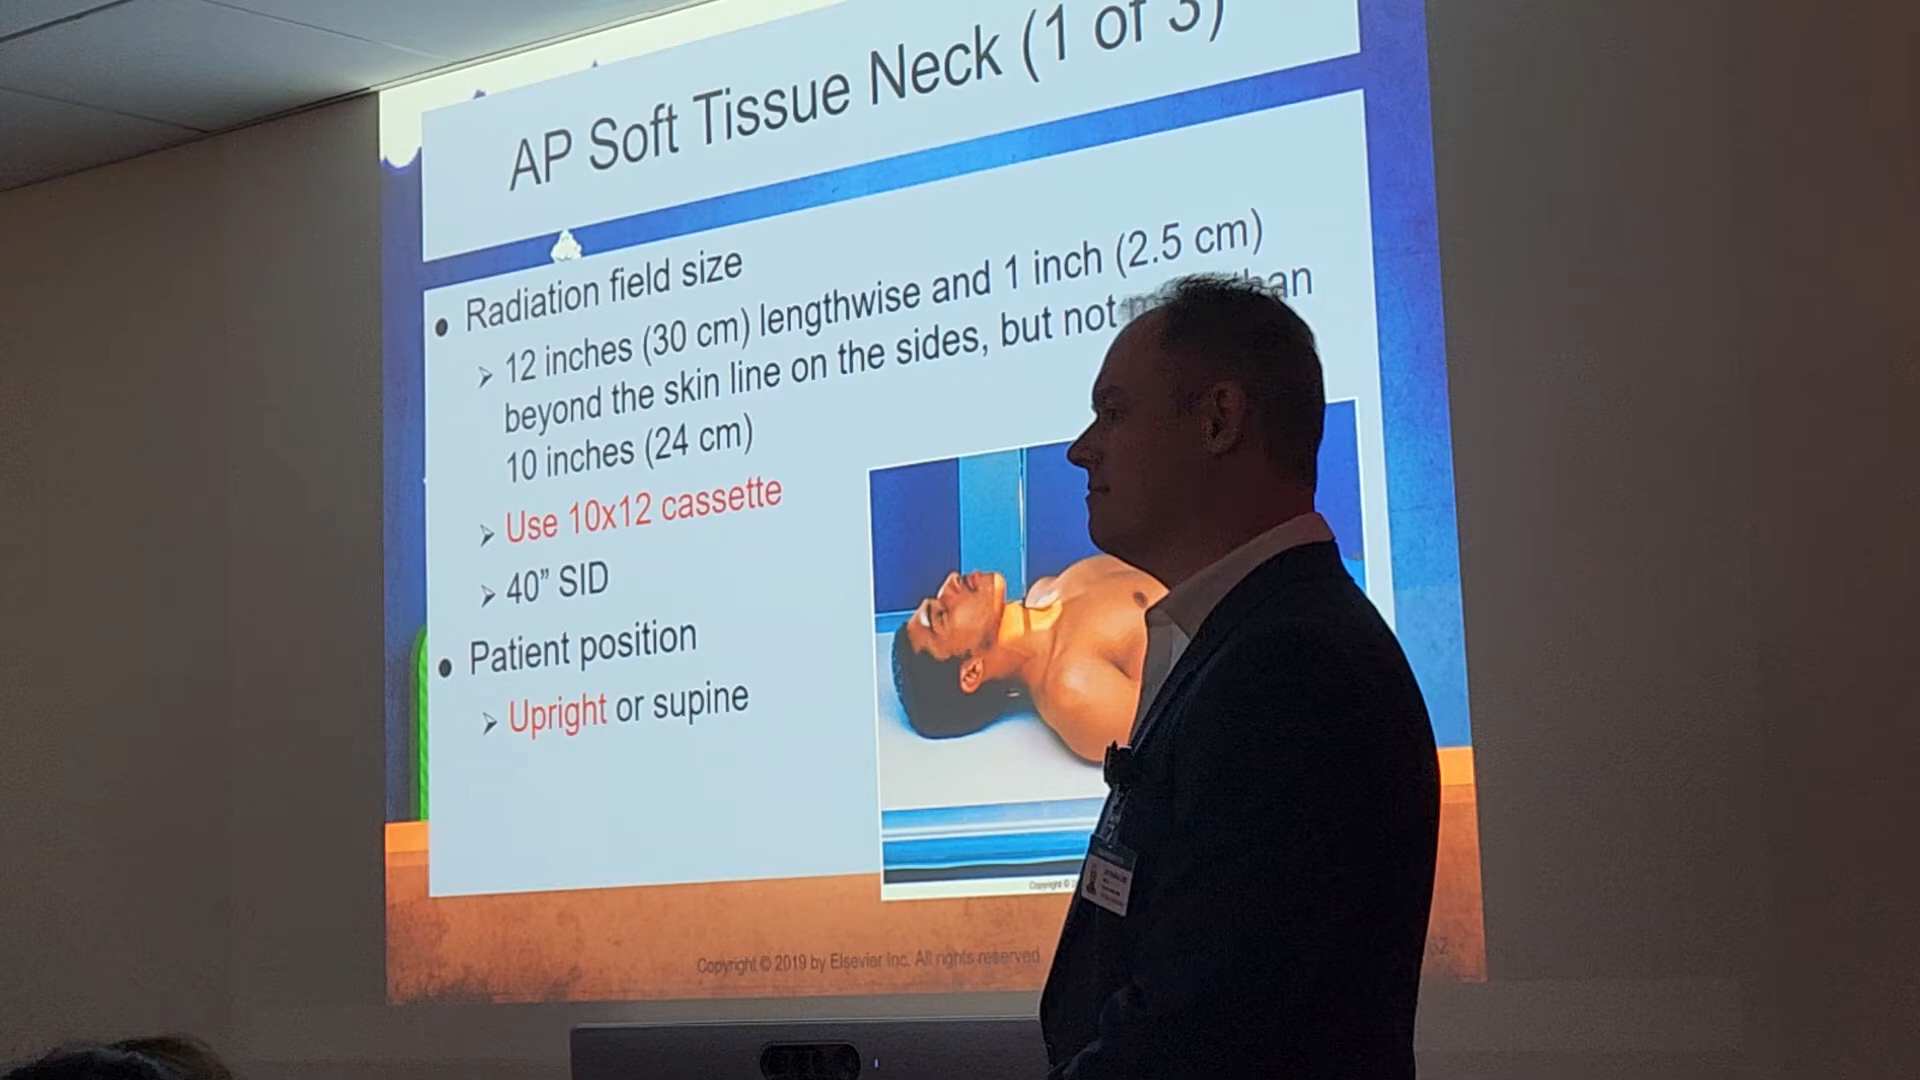 AP Soft Tissue Neck (1 of 3)
• Radiation field size
➢ 12 inches (30 cm) lengthwise and 1 inch (2.5 cm)
beyond the skin line on the sides, but not than
10 inches (24 cm)
➢ Use 10x12 cassette
➢ 40” SID
• Patient position
➢ Upright or supine
Copyright ©
Copyright © 2019 by Elsevier Inc. All rights reserved